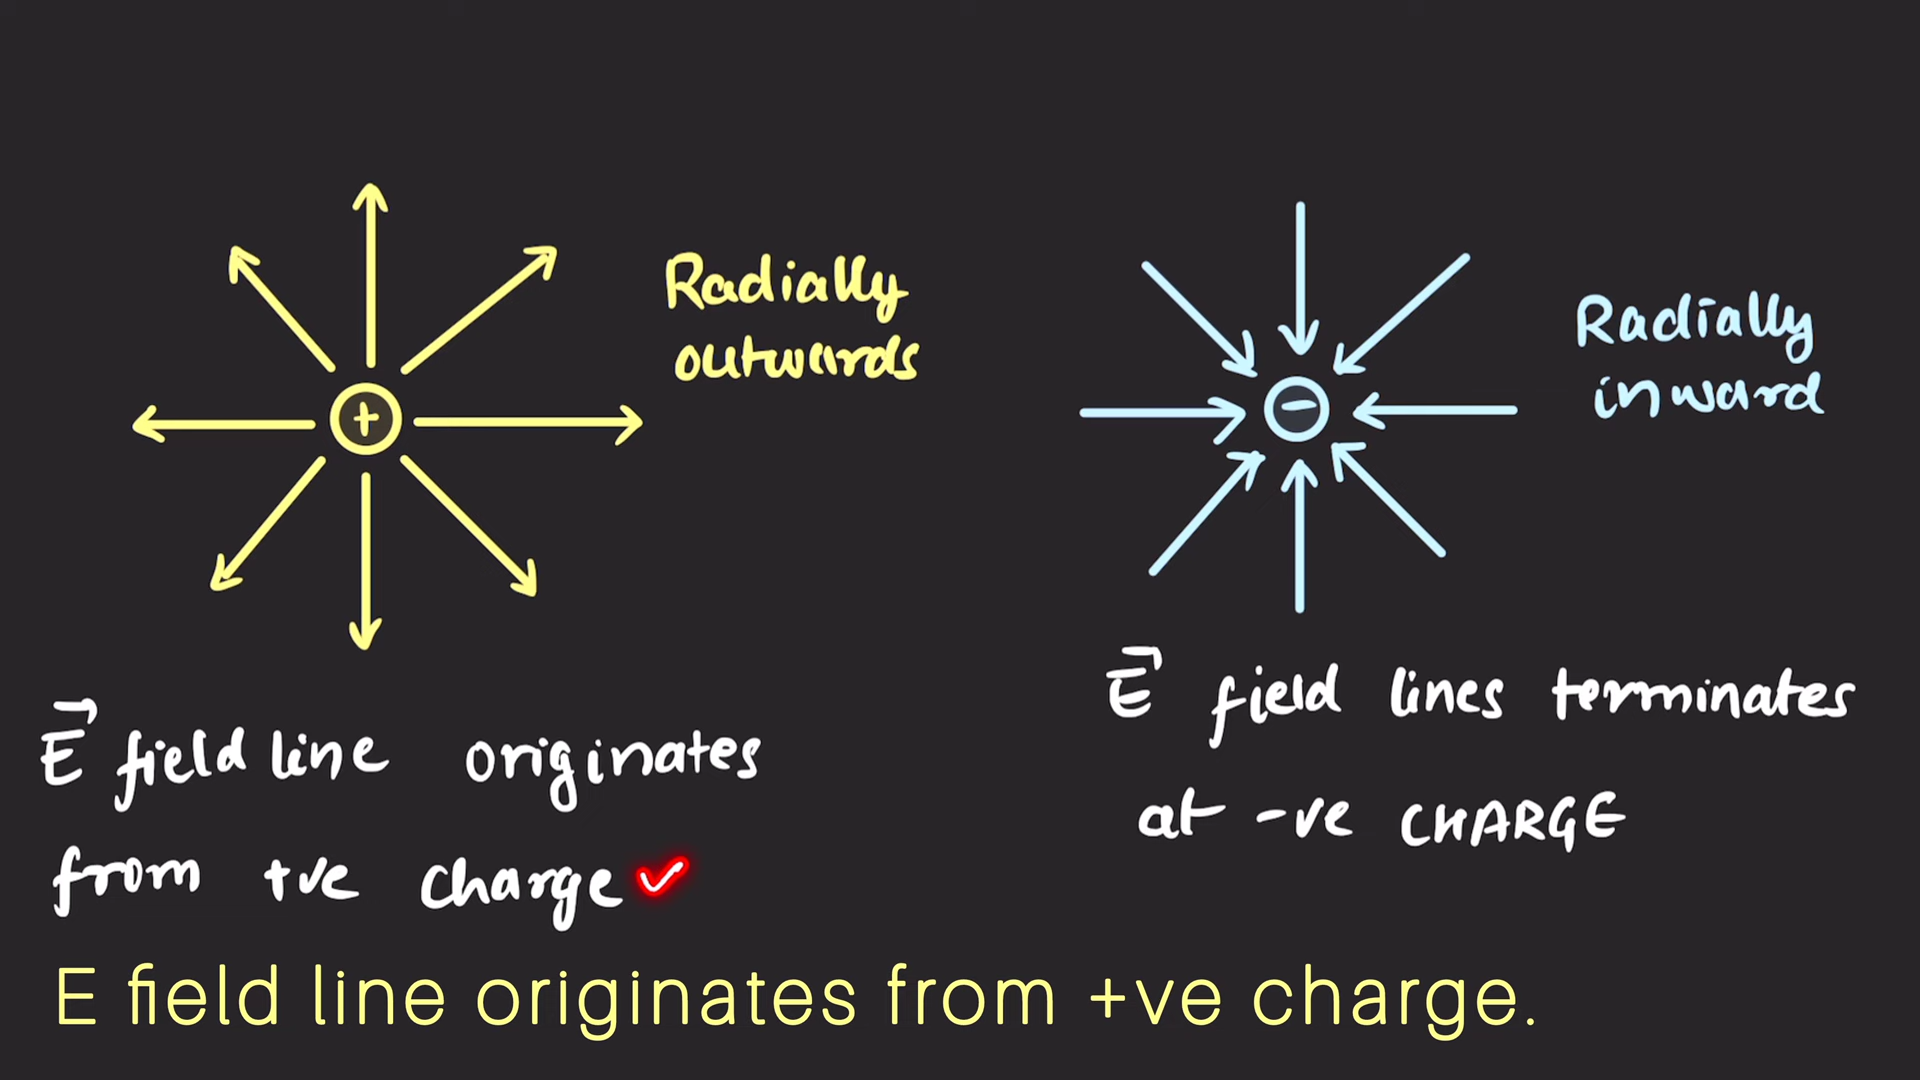 +
Radially
outwards
E⃗ field line originates
from +ve charge
−
Radially
inward
E⃗ field lines terminates
at -ve CHARGE
E field line originates from +ve charge.